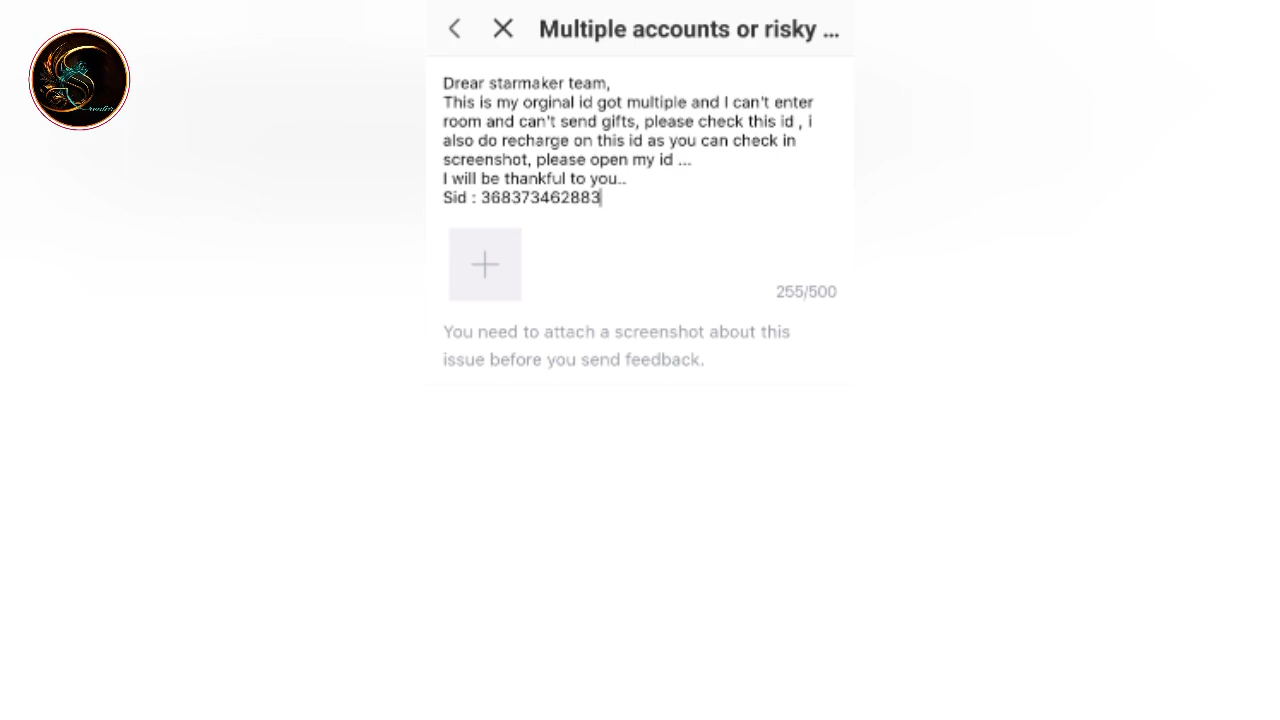 Multiple accounts or risky ...
Drear starmaker team,
This is my orginal id got multiple and I can't enter
room and can't send gifts, please check this id , i
also do recharge on this id as you can check in
screenshot, please open my id ...
I will be thankful to you..
Sid : 368373462883
255/500
You need to attach a screenshot about this
issue before you send feedback.